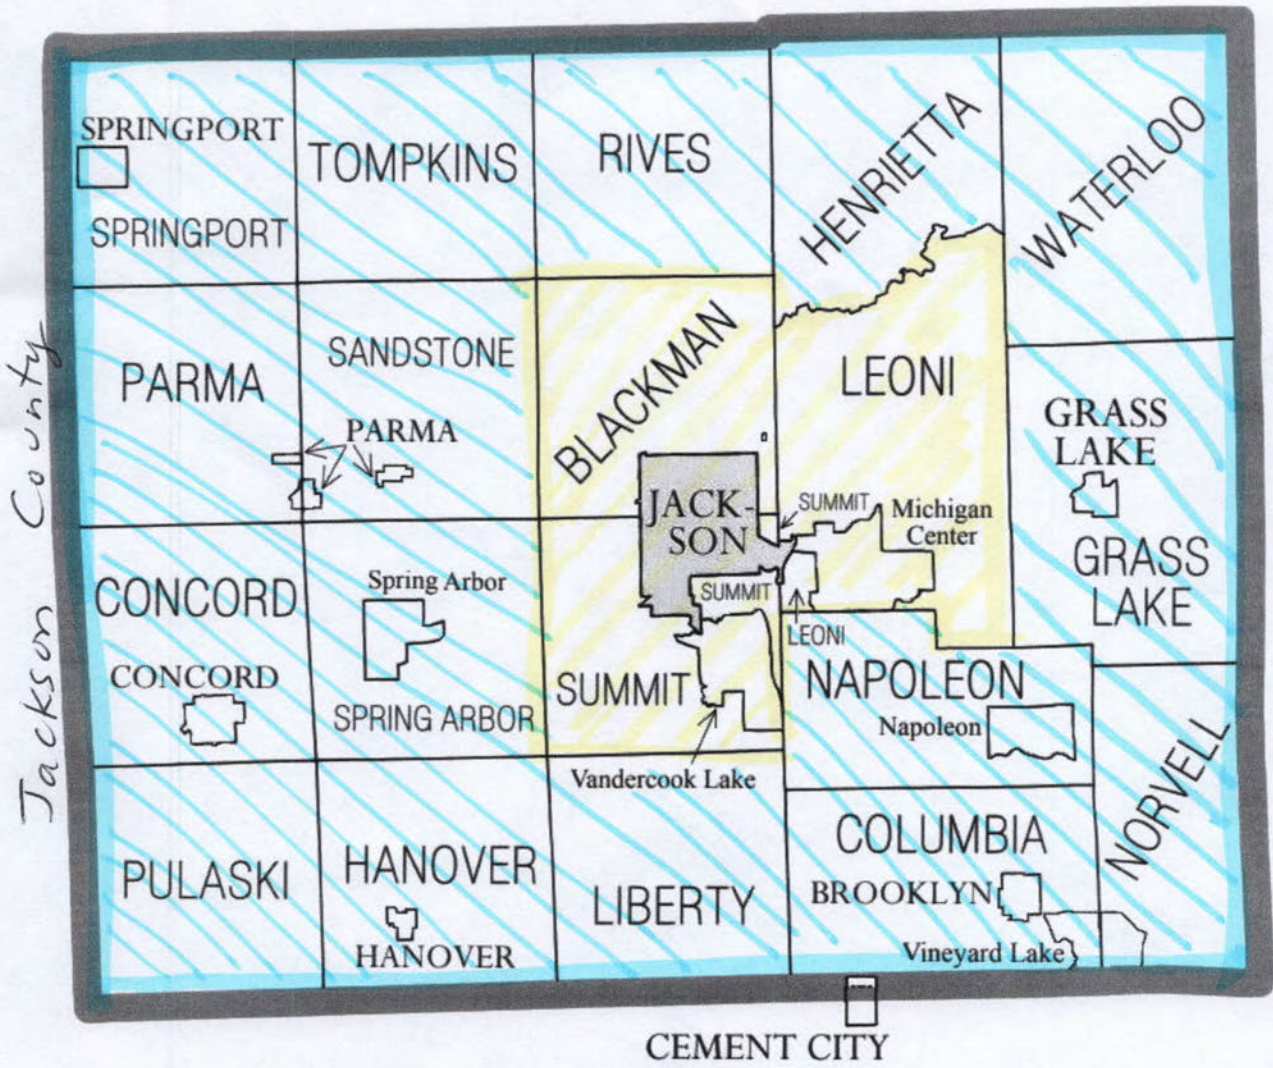 Jackson County
SPRINGPORT
SPRINGPORT
TOMPKINS
RIVES
HENRIETTA
WATERLOO
PARMA
SANDSTONE
PARMA
BLACKMAN
LEONI
GRASS
LAKE
GRASS
LAKE
JACK-
SON
SUMMIT
Michigan
Center
SUMMIT
LEONI
CONCORD
CONCORD
Spring Arbor
SPRING ARBOR
SUMMIT
Vandercook Lake
NAPOLEON
Napoleon
NORVELL
PULASKI
HANOVER
HANOVER
LIBERTY
COLUMBIA
BROOKLYN
Vineyard Lake
CEMENT CITY